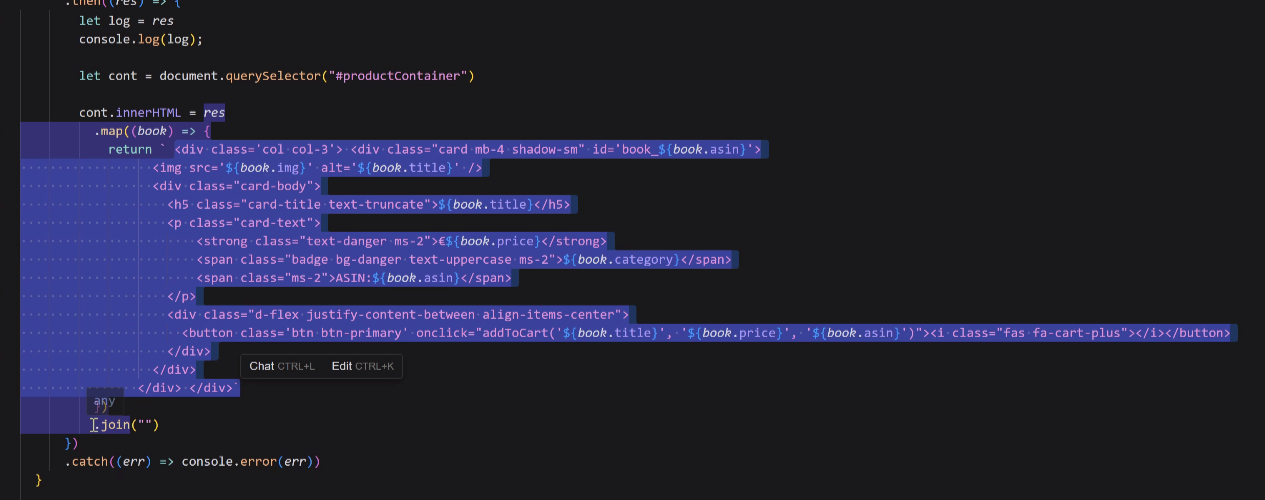 .then((res) => {
let log = res
console.log(log);
let cont = document.querySelector("#productContainer")
cont.innerHTML = res
.map((book) => {
return ` <div class='col col-3'> <div class="card mb-4 shadow-sm" id='book_${book.asin}'>
<img src='${book.img}' alt='${book.title}' />
<div class="card-body">
<h5 class="card-title text-truncate">${book.title}</h5>
<p class="card-text">
<strong class="text-danger ms-2">€${book.price}</strong>
<span class="badge bg-danger text-uppercase ms-2">${book.category}</span>
<span class="ms-2">ASIN:${book.asin}</span>
</p>
<div class="d-flex justify-content-between align-items-center">
<button class='btn btn-primary' onclick="addToCart('${book.title}', '${book.price}', '${book.asin}')"><i class="fas fa-cart-plus"></i></button>
</div>
Chat CTRL+L Edit CTRL+K
</div>
</div> </div>`
any
})
.join("")
})
.catch((err) => console.error(err))
}